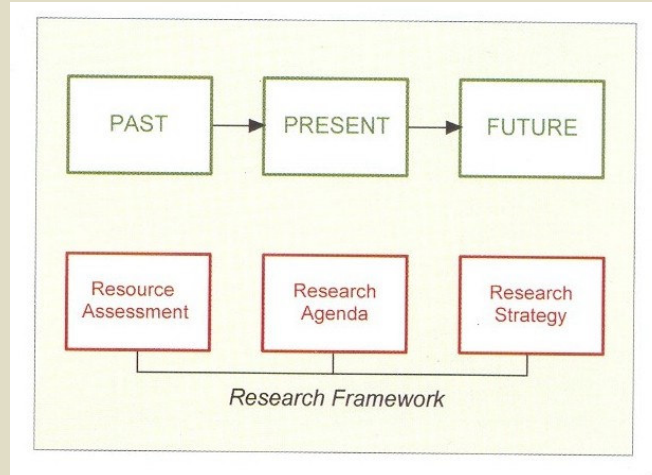 PAST
PRESENT
FUTURE
Resource
Assessment
Research
Agenda
Research
Strategy
Research Framework